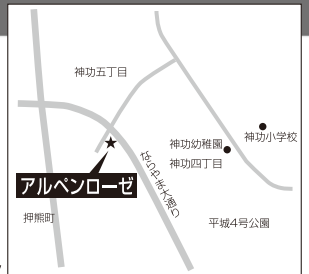 神功五丁目
神功小学校
神功幼稚園
神功四丁目
ならやま大通り
アルペンローゼ
押熊町
平城4号公園